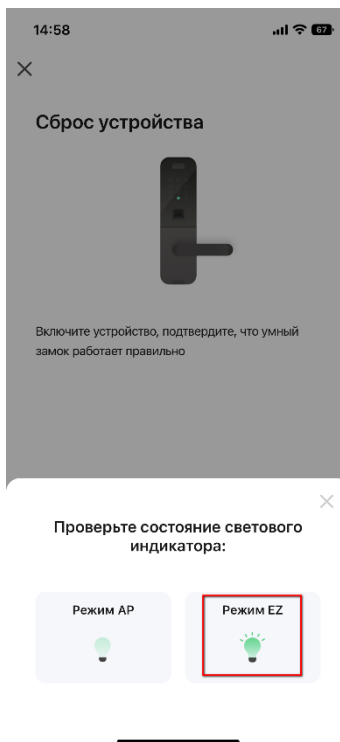 14:58
67
Сброс устройства
Включите устройство, подтвердите, что умный
замок работает правильно
Проверьте состояние светового
индикатора:
Режим AP
Режим EZ